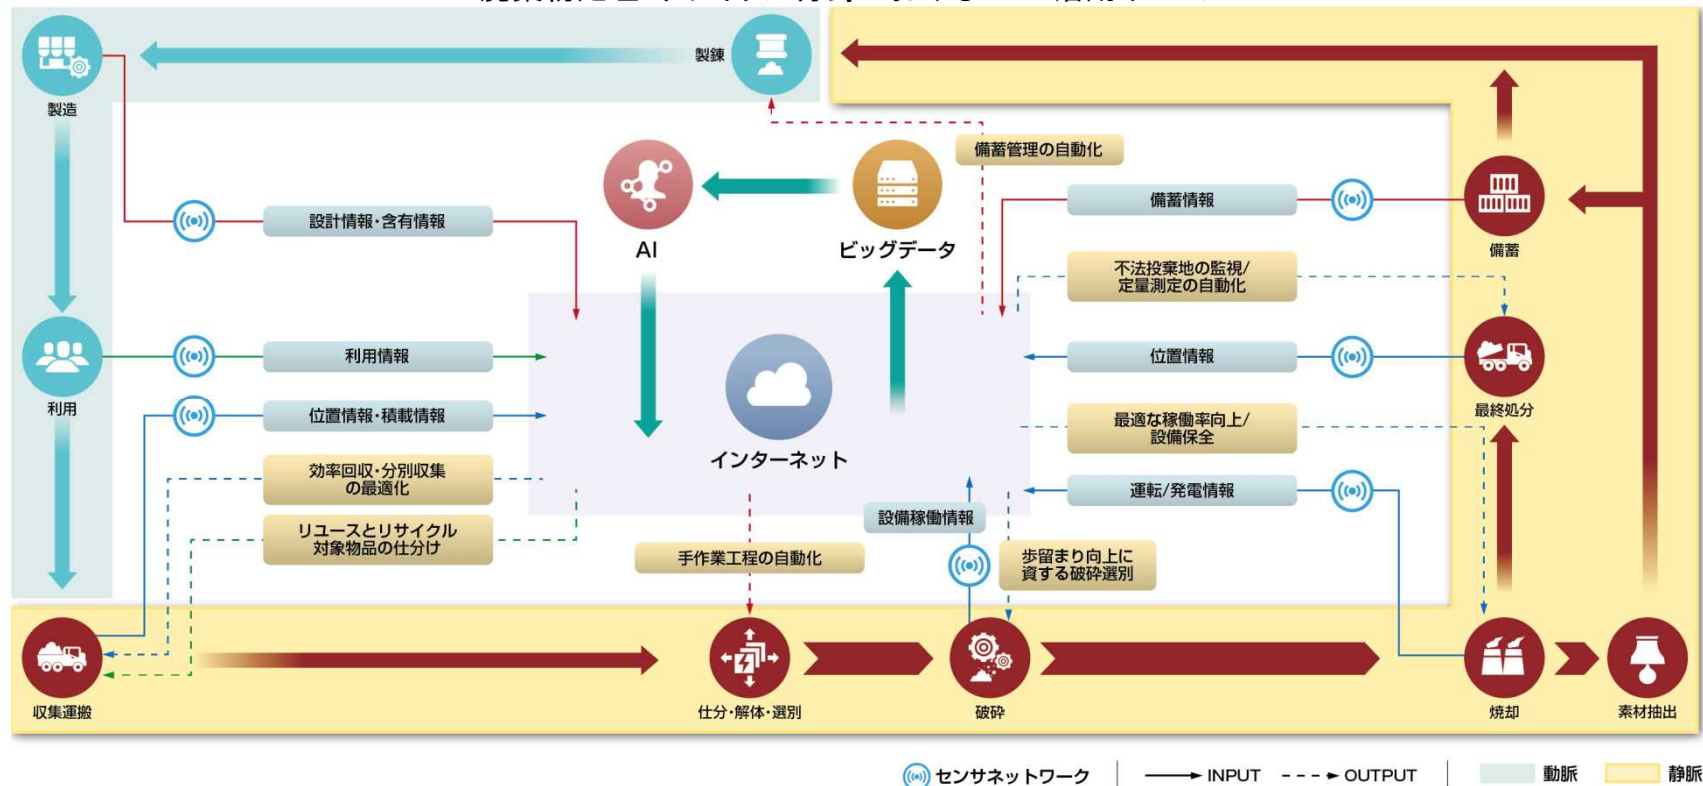 製錬
製造
備蓄管理の自動化
備蓄情報
設計情報・含有情報
AI
ビッグデータ
備蓄
不法投棄地の監視/
定量測定の自動化
利用情報
位置情報
利用
位置情報・積載情報
最終処分
最適な稼働率向上/
設備保全
インターネット
効率回収・分別収集
の最適化
運転/発電情報
設備稼働情報
リユースとリサイクル
対象物品の仕分け
手作業工程の自動化
歩留まり向上に
資する破砕選別
収集運搬
仕分・解体・選別
破砕
焼却
素材抽出
センサネットワーク
INPUT
OUTPUT
動脈
静脈